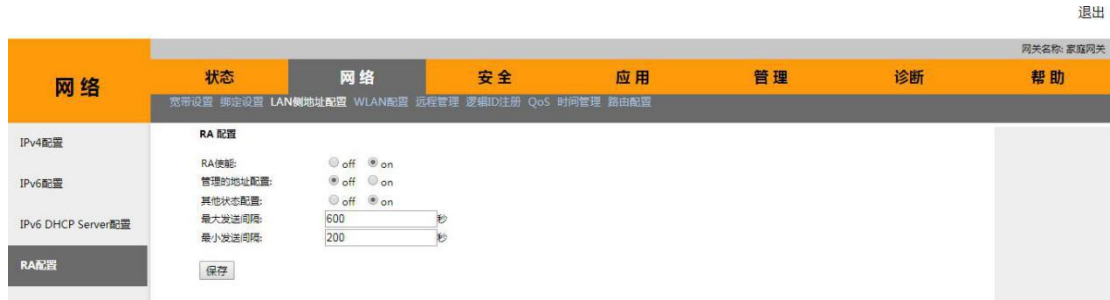 退出
网关名称: 家庭网关
网络
状态 网络 安全 应用 管理 诊断 帮助
宽带设置 绑定设置 LAN侧地址配置 WLAN配置 远程管理 逻辑ID注册 QoS 时间管理 路由配置
IPv4配置
IPv6配置
IPv6 DHCP Server配置
RA配置
RA 配置
RA使能: off on
管理的地址配置: off on
其他状态配置: off on
最大发送间隔: 600 秒
最小发送间隔: 200 秒
保存